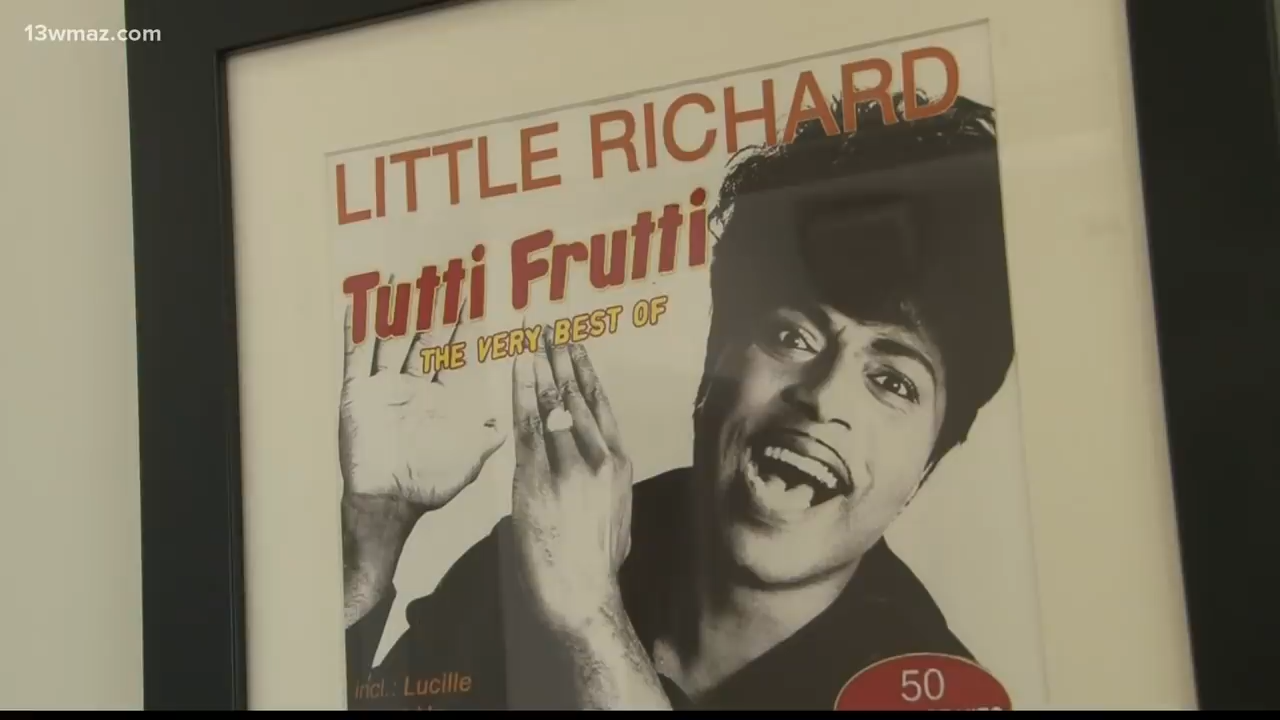 13wmaz.com
LITTLE RICHARD
Tutti Frutti
THE VERY BEST OF
incl.: Lucille
50